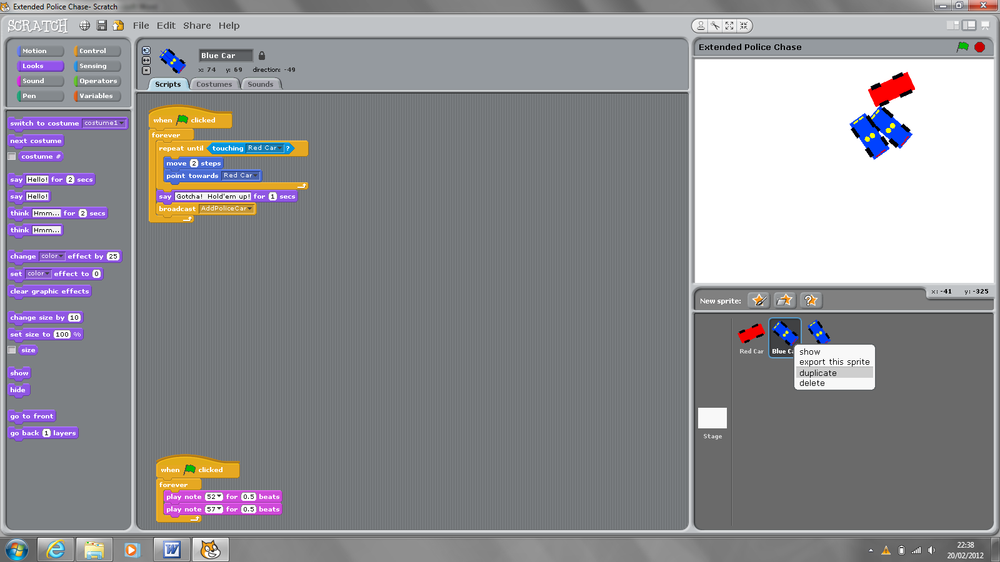 Extended Police Chase- Scratch
SCRATCH File Edit Share Help
Motion Control
Looks Sensing
Sound Operators
Pen Variables
switch to costume costume1
next costume
costume #
say Hello! for 2 secs
say Hello!
think Hmm... for 2 secs
think Hmm...
change color effect by 25
set color effect to 0
clear graphic effects
change size by 10
set size to 100 %
size
show
hide
go to front
go back 1 layers
Blue Car
x: 74 y: 69 direction: -49
Scripts Costumes Sounds
when clicked
forever
repeat until touching Red Car ?
move 2 steps
point towards Red Car
say Gotcha! Hold'em up! for 1 secs
broadcast AddPoliceCar
when clicked
forever
play note 52 for 0.5 beats
play note 57 for 0.5 beats
Extended Police Chase
x: -41 y: -325
New sprite:
Red Car Blue Ca
show
export this sprite
duplicate
delete
Stage
22:38
20/02/2012